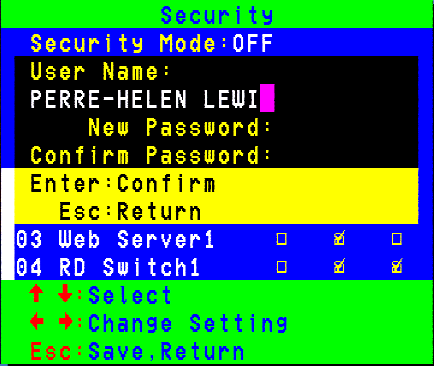 Security
Security Mode:OFF
User Name:
PERRE-HELEN LEWI
New Password:
Confirm Password:
Enter:Confirm
Esc:Return
03 Web Server1
04 RD Switch1
↑ ↓:Select
← →:Change Setting
Esc:Save,Return